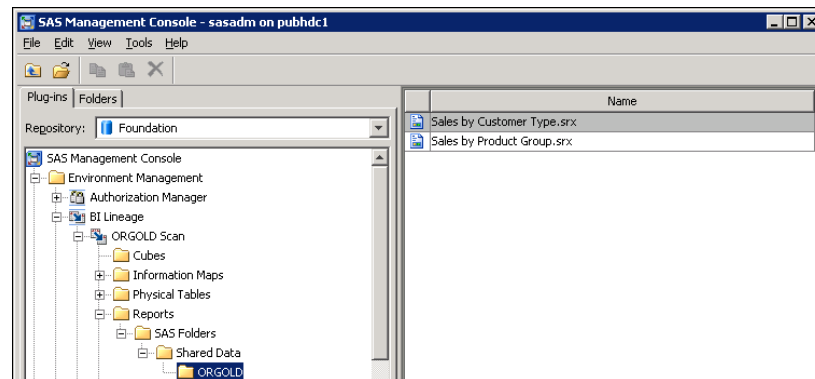 SAS Management Console - sasadm on pubhdc1
File Edit View Tools Help
Plug-ins Folders
Repository: Foundation
SAS Management Console
Environment Management
Authorization Manager
BI Lineage
ORGOLD Scan
Cubes
Information Maps
Physical Tables
Reports
SAS Folders
Shared Data
ORGOLD
Name
Sales by Customer Type.srx
Sales by Product Group.srx